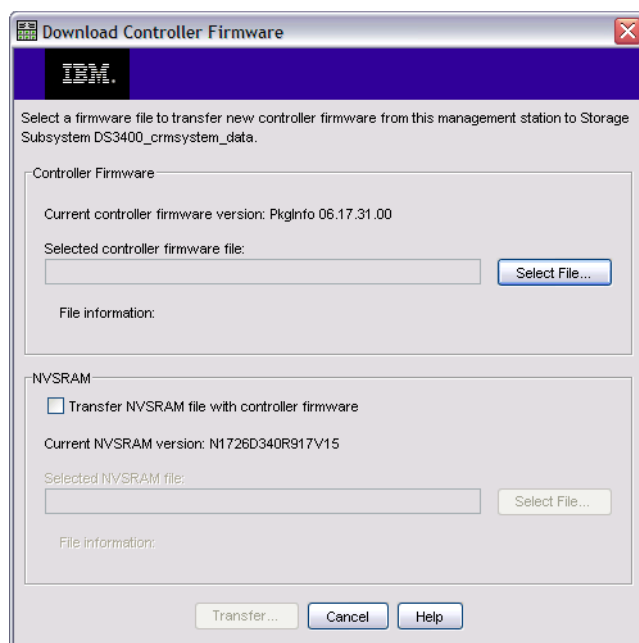 Download Controller Firmware
IBM.
Select a firmware file to transfer new controller firmware from this management station to Storage
Subsystem DS3400_crmsystem_data.
Controller Firmware
Current controller firmware version: PkgInfo 06.17.31.00
Selected controller firmware file:
Select File...
File information:
NVSRAM
Transfer NVSRAM file with controller firmware
Current NVSRAM version: N1726D340R917V15
Selected NVSRAM file:
Select File...
File information:
Transfer... Cancel Help